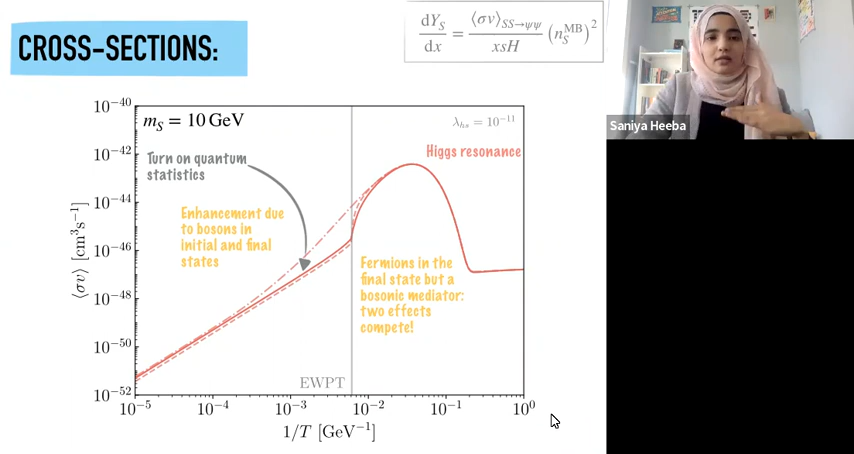 CROSS-SECTIONS:
dY_S/dx = ⟨σv⟩_{SS→ψψ}/xsH (n_S^{MB})^2
Saniya Heeba
m_S = 10 GeV
λ_{hs} = 10^{-11}
Turn on quantum
statistics
Higgs resonance
Enhancement due
to bosons in
initial and final
states
Fermions in the
final state but a
bosonic mediator:
two effects
compete!
EWPT
⟨σv⟩ [cm^3s^{-1}]
10^{-40}
10^{-42}
10^{-44}
10^{-46}
10^{-48}
10^{-50}
10^{-52}
10^{-5} 10^{-4} 10^{-3} 10^{-2} 10^{-1} 10^0
1/T [GeV^{-1}]